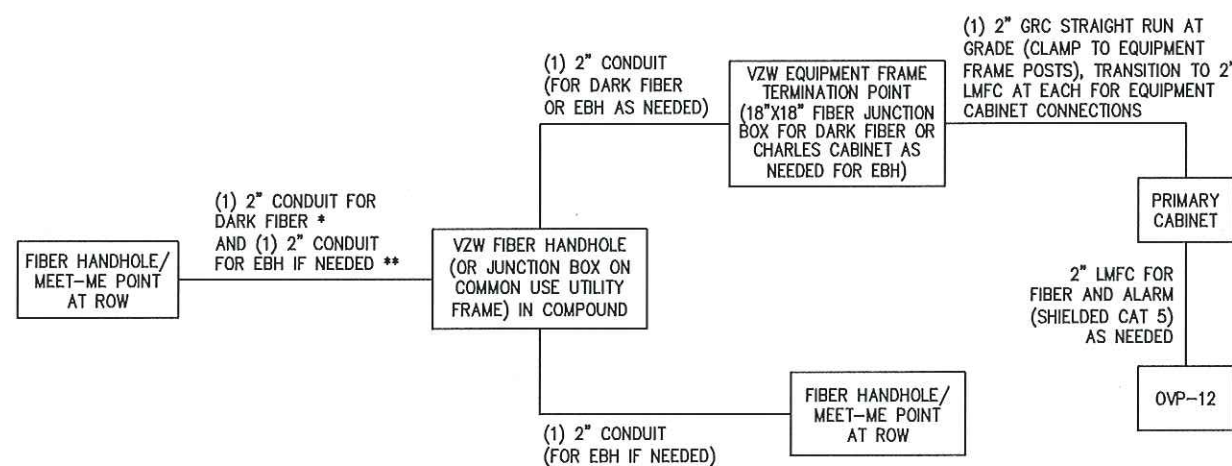 (1) 2" CONDUIT
(FOR DARK FIBER
OR EBH AS NEEDED)
VZW EQUIPMENT FRAME
TERMINATION POINT
(18"X18" FIBER JUNCTION
BOX FOR DARK FIBER OR
CHARLES CABINET AS
NEEDED FOR EBH)
(1) 2" GRC STRAIGHT RUN AT
GRADE (CLAMP TO EQUIPMENT
FRAME POSTS), TRANSITION TO 2"
LMFC AT EACH FOR EQUIPMENT
CABINET CONNECTIONS
FIBER HANDHOLE/
MEET-ME POINT
AT ROW
(1) 2" CONDUIT FOR
DARK FIBER *
AND (1) 2" CONDUIT
FOR EBH IF NEEDED **
VZW FIBER HANDHOLE
(OR JUNCTION BOX ON
COMMON USE UTILITY
FRAME) IN COMPOUND
PRIMARY
CABINET
2" LMFC FOR
FIBER AND ALARM
(SHIELDED CAT 5)
AS NEEDED
OVP-12
(1) 2" CONDUIT
(FOR EBH IF NEEDED)
FIBER HANDHOLE/
MEET-ME POINT
AT ROW